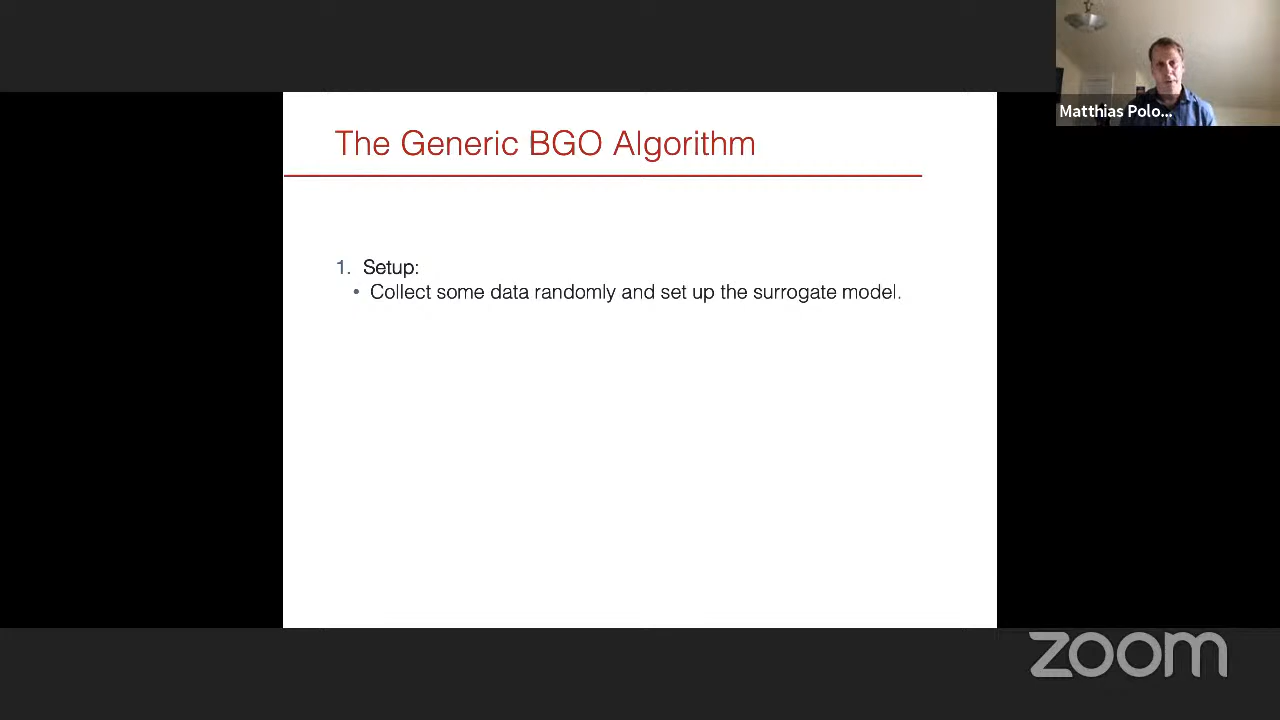 Matthias Polo...
The Generic BGO Algorithm
1. Setup:
• Collect some data randomly and set up the surrogate model.
zoom